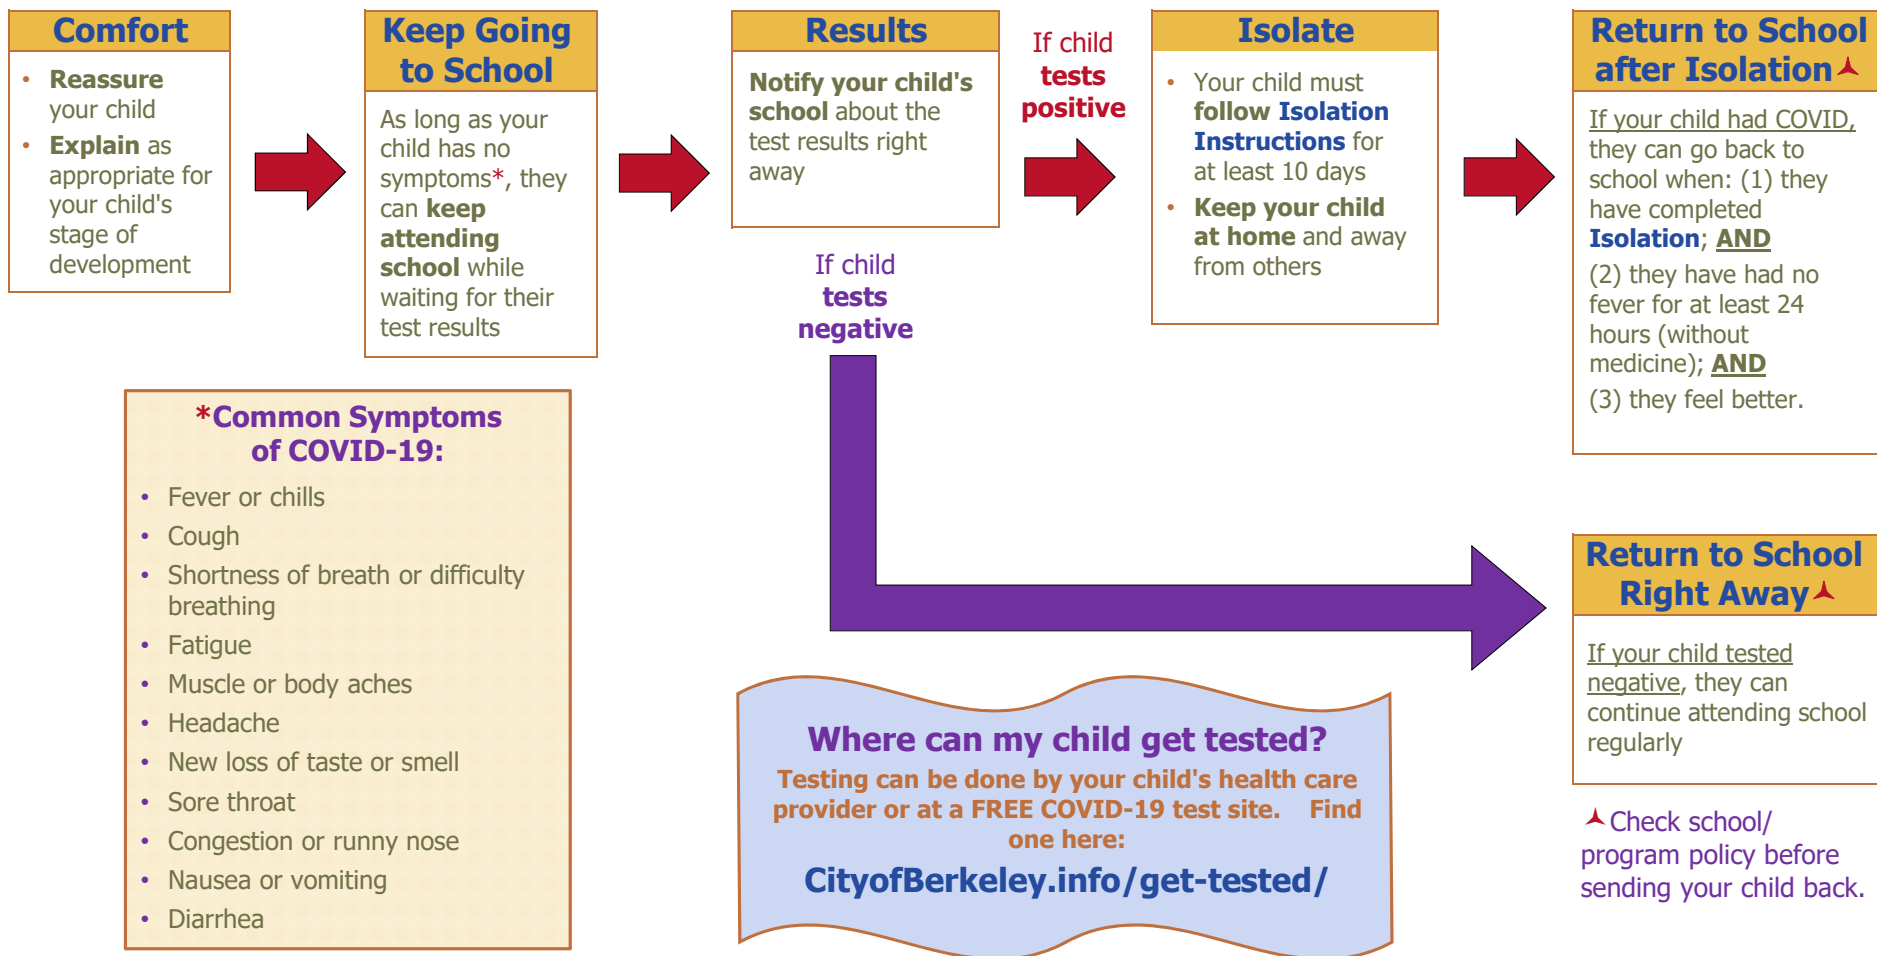 Comfort
• Reassure
your child
• Explain as
appropriate for
your child's
stage of
development
Keep Going
to School
As long as your
child has no
symptoms*, they
can keep
attending
school while
waiting for their
test results
Results
Notify your child's
school about the
test results right
away
If child
tests
positive
If child
tests
negative
Isolate
• Your child must
follow Isolation
Instructions for
at least 10 days
• Keep your child
at home and away
from others
Return to School
after Isolation
If your child had COVID,
they can go back to
school when: (1) they
have completed
Isolation; AND
(2) they have had no
fever for at least 24
hours (without
medicine); AND
(3) they feel better.
*Common Symptoms
of COVID-19:
• Fever or chills
• Cough
• Shortness of breath or difficulty
breathing
• Fatigue
• Muscle or body aches
• Headache
• New loss of taste or smell
• Sore throat
• Congestion or runny nose
• Nausea or vomiting
• Diarrhea
Where can my child get tested?
Testing can be done by your child's health care
provider or at a FREE COVID-19 test site. Find
one here:
CityofBerkeley.info/get-tested/
Return to School
Right Away
If your child tested
negative, they can
continue attending school
regularly
Check school/
program policy before
sending your child back.